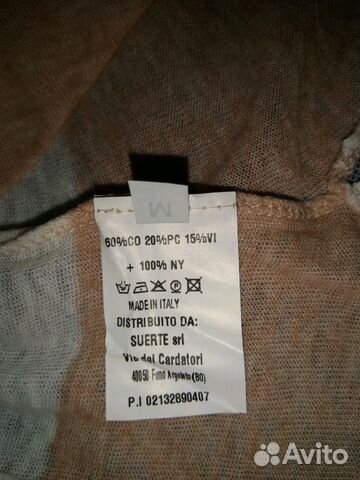 M
60%CO 20%PC 15%VI
+ 100% NY
MADE IN ITALY
DISTRIBUITO DA:
SUERTE srl
Via dei Cardatori
40050 Funo Argelato (BO)
P.I 02132890407
Avito